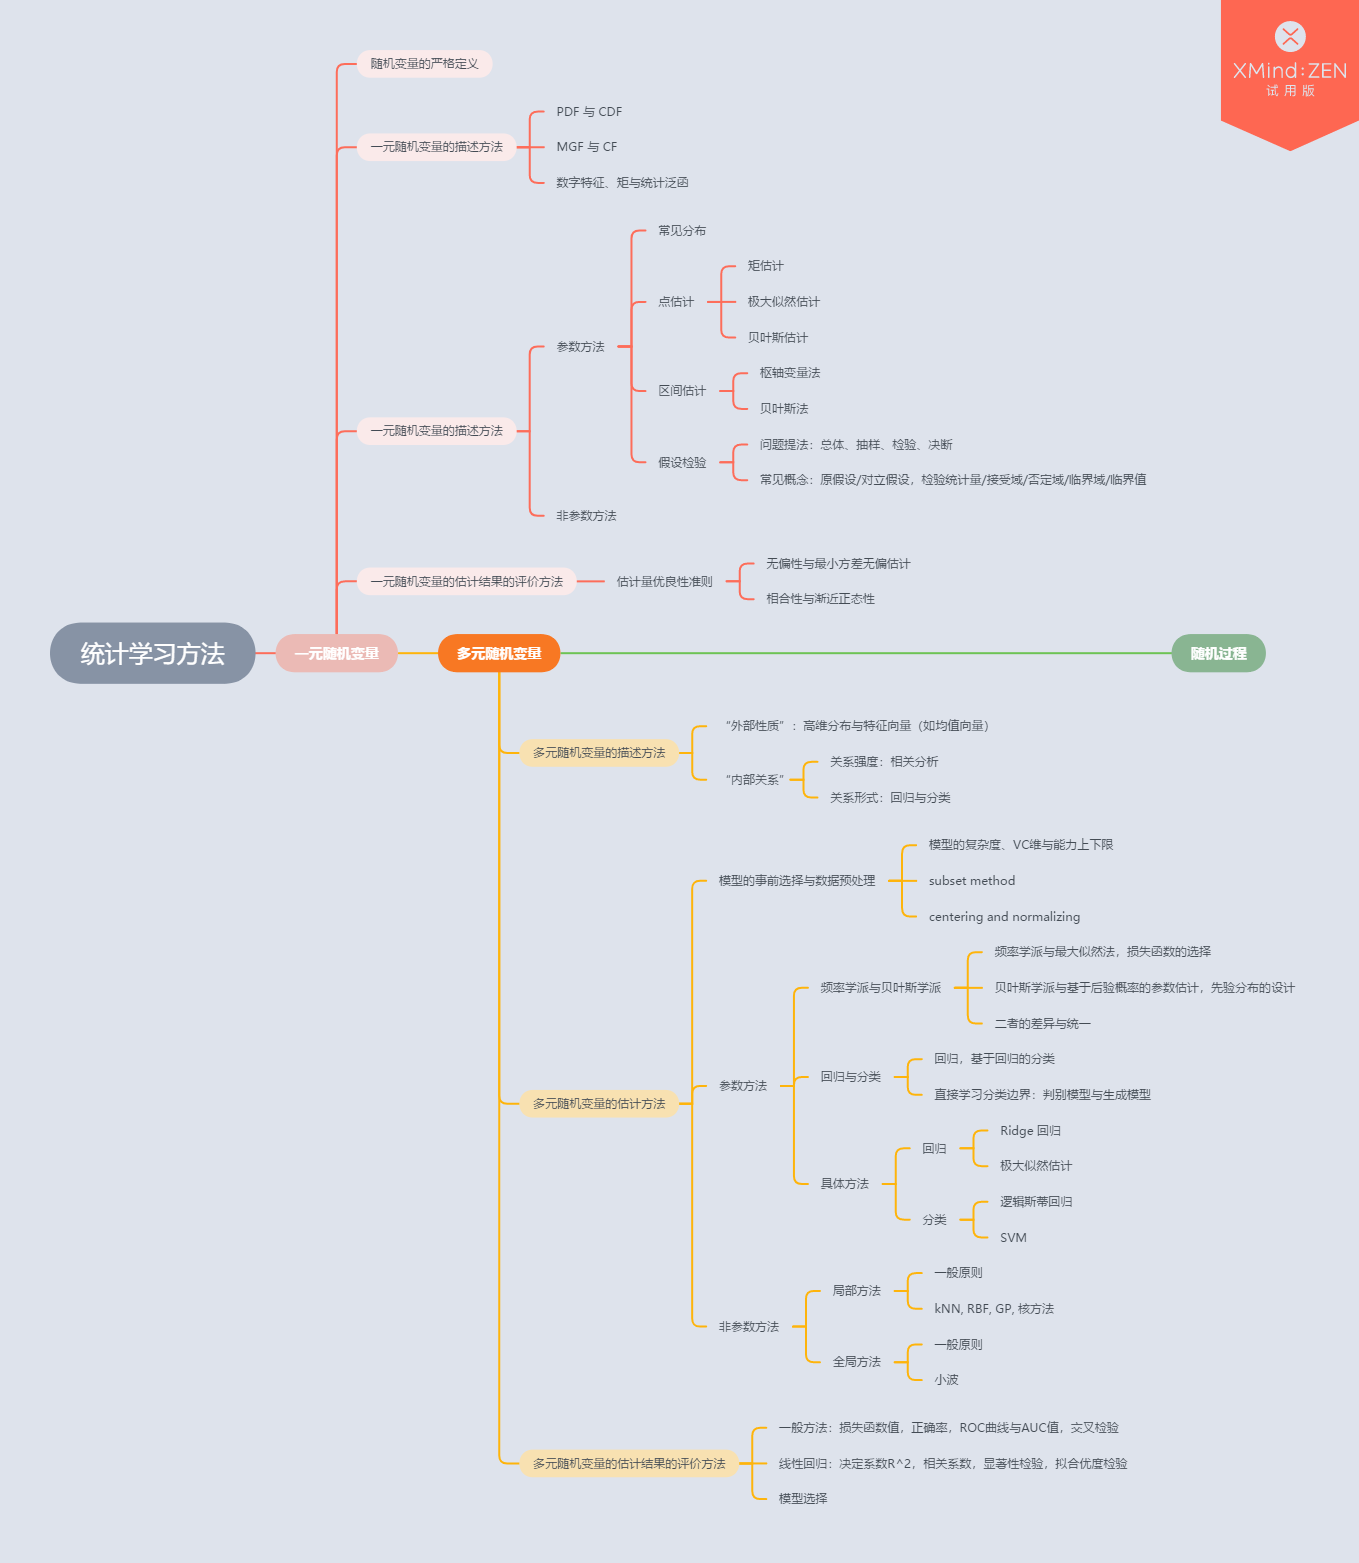 XMind:ZEN
试用版
随机变量的严格定义
一元随机变量的描述方法
PDF 与 CDF
MGF 与 CF
数字特征、矩与统计泛函
一元随机变量的描述方法
参数方法
常见分布
点估计
矩估计
极大似然估计
贝叶斯估计
区间估计
枢轴变量法
贝叶斯法
假设检验
问题提法：总体、抽样、检验、决断
常见概念：原假设/对立假设，检验统计量/接受域/否定域/临界域/临界值
非参数方法
一元随机变量的估计结果的评价方法
估计量优良性准则
无偏性与最小方差无偏估计
相合性与渐近正态性
统计学习方法
一元随机变量
多元随机变量
随机过程
多元随机变量的描述方法
“外部性质”：高维分布与特征向量（如均值向量）
“内部关系”
关系强度：相关分析
关系形式：回归与分类
多元随机变量的估计方法
模型的事前选择与数据预处理
模型的复杂度、VC维与能力上下限
subset method
centering and normalizing
参数方法
频率学派与贝叶斯学派
频率学派与最大似然法，损失函数的选择
贝叶斯学派与基于后验概率的参数估计，先验分布的设计
二者的差异与统一
回归与分类
回归，基于回归的分类
直接学习分类边界：判别模型与生成模型
具体方法
回归
Ridge 回归
极大似然估计
分类
逻辑斯蒂回归
SVM
非参数方法
局部方法
一般原则
kNN, RBF, GP, 核方法
全局方法
一般原则
小波
多元随机变量的估计结果的评价方法
一般方法：损失函数值，正确率，ROC曲线与AUC值，交叉检验
线性回归：决定系数R^2，相关系数，显著性检验，拟合优度检验
模型选择